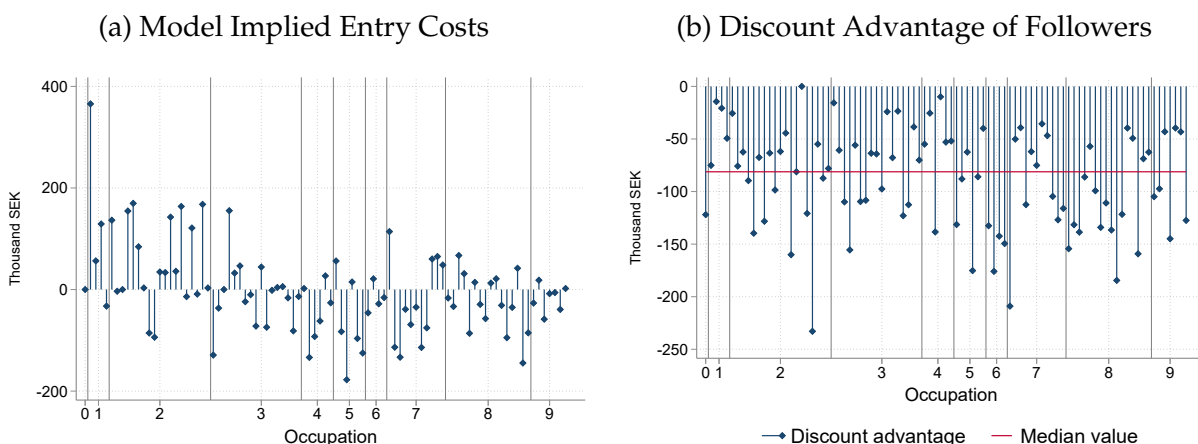 (a) Model Implied Entry Costs
400
200
0
-200
Thousand SEK
0 1 2 3 4 5 6 7 8 9
Occupation
(b) Discount Advantage of Followers
0
-50
-100
-150
-200
-250
Thousand SEK
0 1 2 3 4 5 6 7 8 9
Occupation
Discount advantage Median value